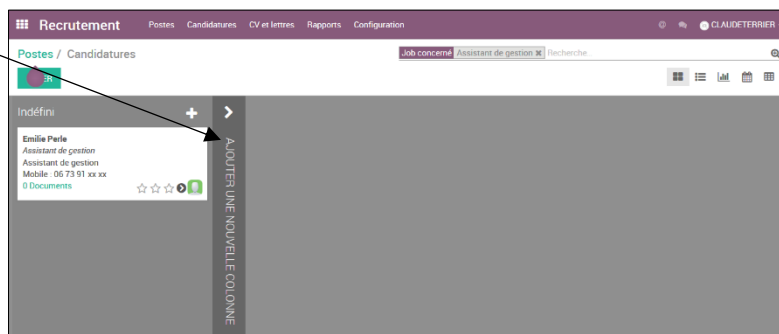 Recrutement Postes Candidatures CV et lettres Rapports Configuration CLAUDETERRIER
Postes / Candidatures
Job concerné Assistant de gestion ✖ Recherche...
Indéfini
Emilie Perle
Assistant de gestion
Assistant de gestion
Mobile : 06 73 91 xx xx
0 Documents
AJOUTER UNE NOUVELLE COLONNE